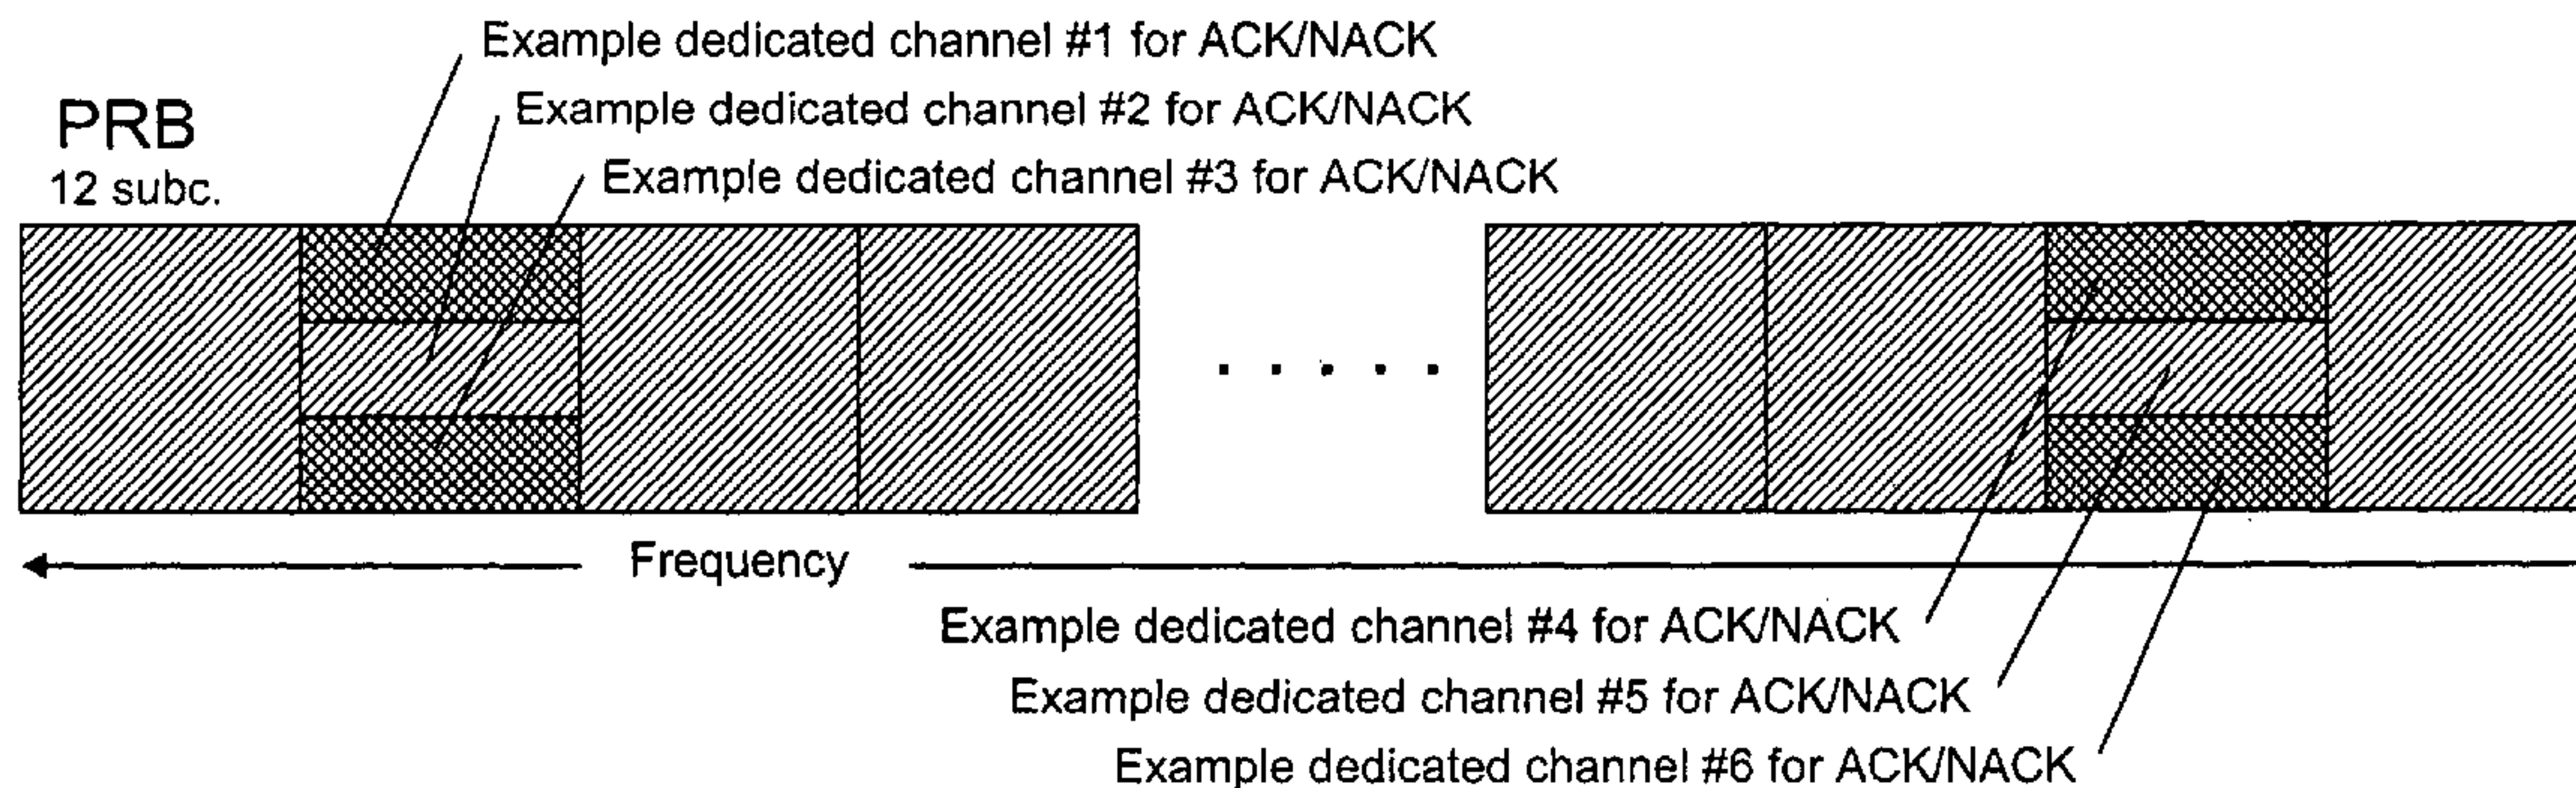 Example dedicated channel #1 for ACK/NACK
PRB
Example dedicated channel #2 for ACK/NACK
12 subc.
Example dedicated channel #3 for ACK/NACK
Frequency
Example dedicated channel #4 for ACK/NACK
Example dedicated channel #5 for ACK/NACK
Example dedicated channel #6 for ACK/NACK